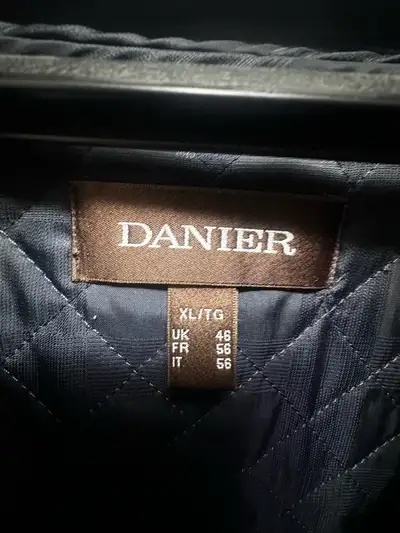 DANIER
XL/TG
UK 46
FR 56
IT 56